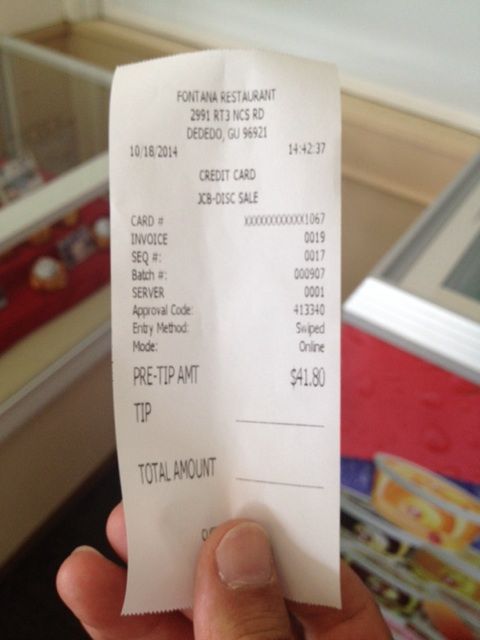 FONTANA RESTAURANT
2991 RT3 NCS RD
DEDEDO, GU 96921
10/18/2014 14:42:37
CREDIT CARD
JCB-DISC SALE
CARD # XXXXXXXXXXXX1067
INVOICE 0019
SEQ #: 0017
Batch #: 000907
SERVER 0001
Approval Code: 413340
Entry Method: Swiped
Mode: Online
PRE-TIP AMT $41.80
TIP
TOTAL AMOUNT